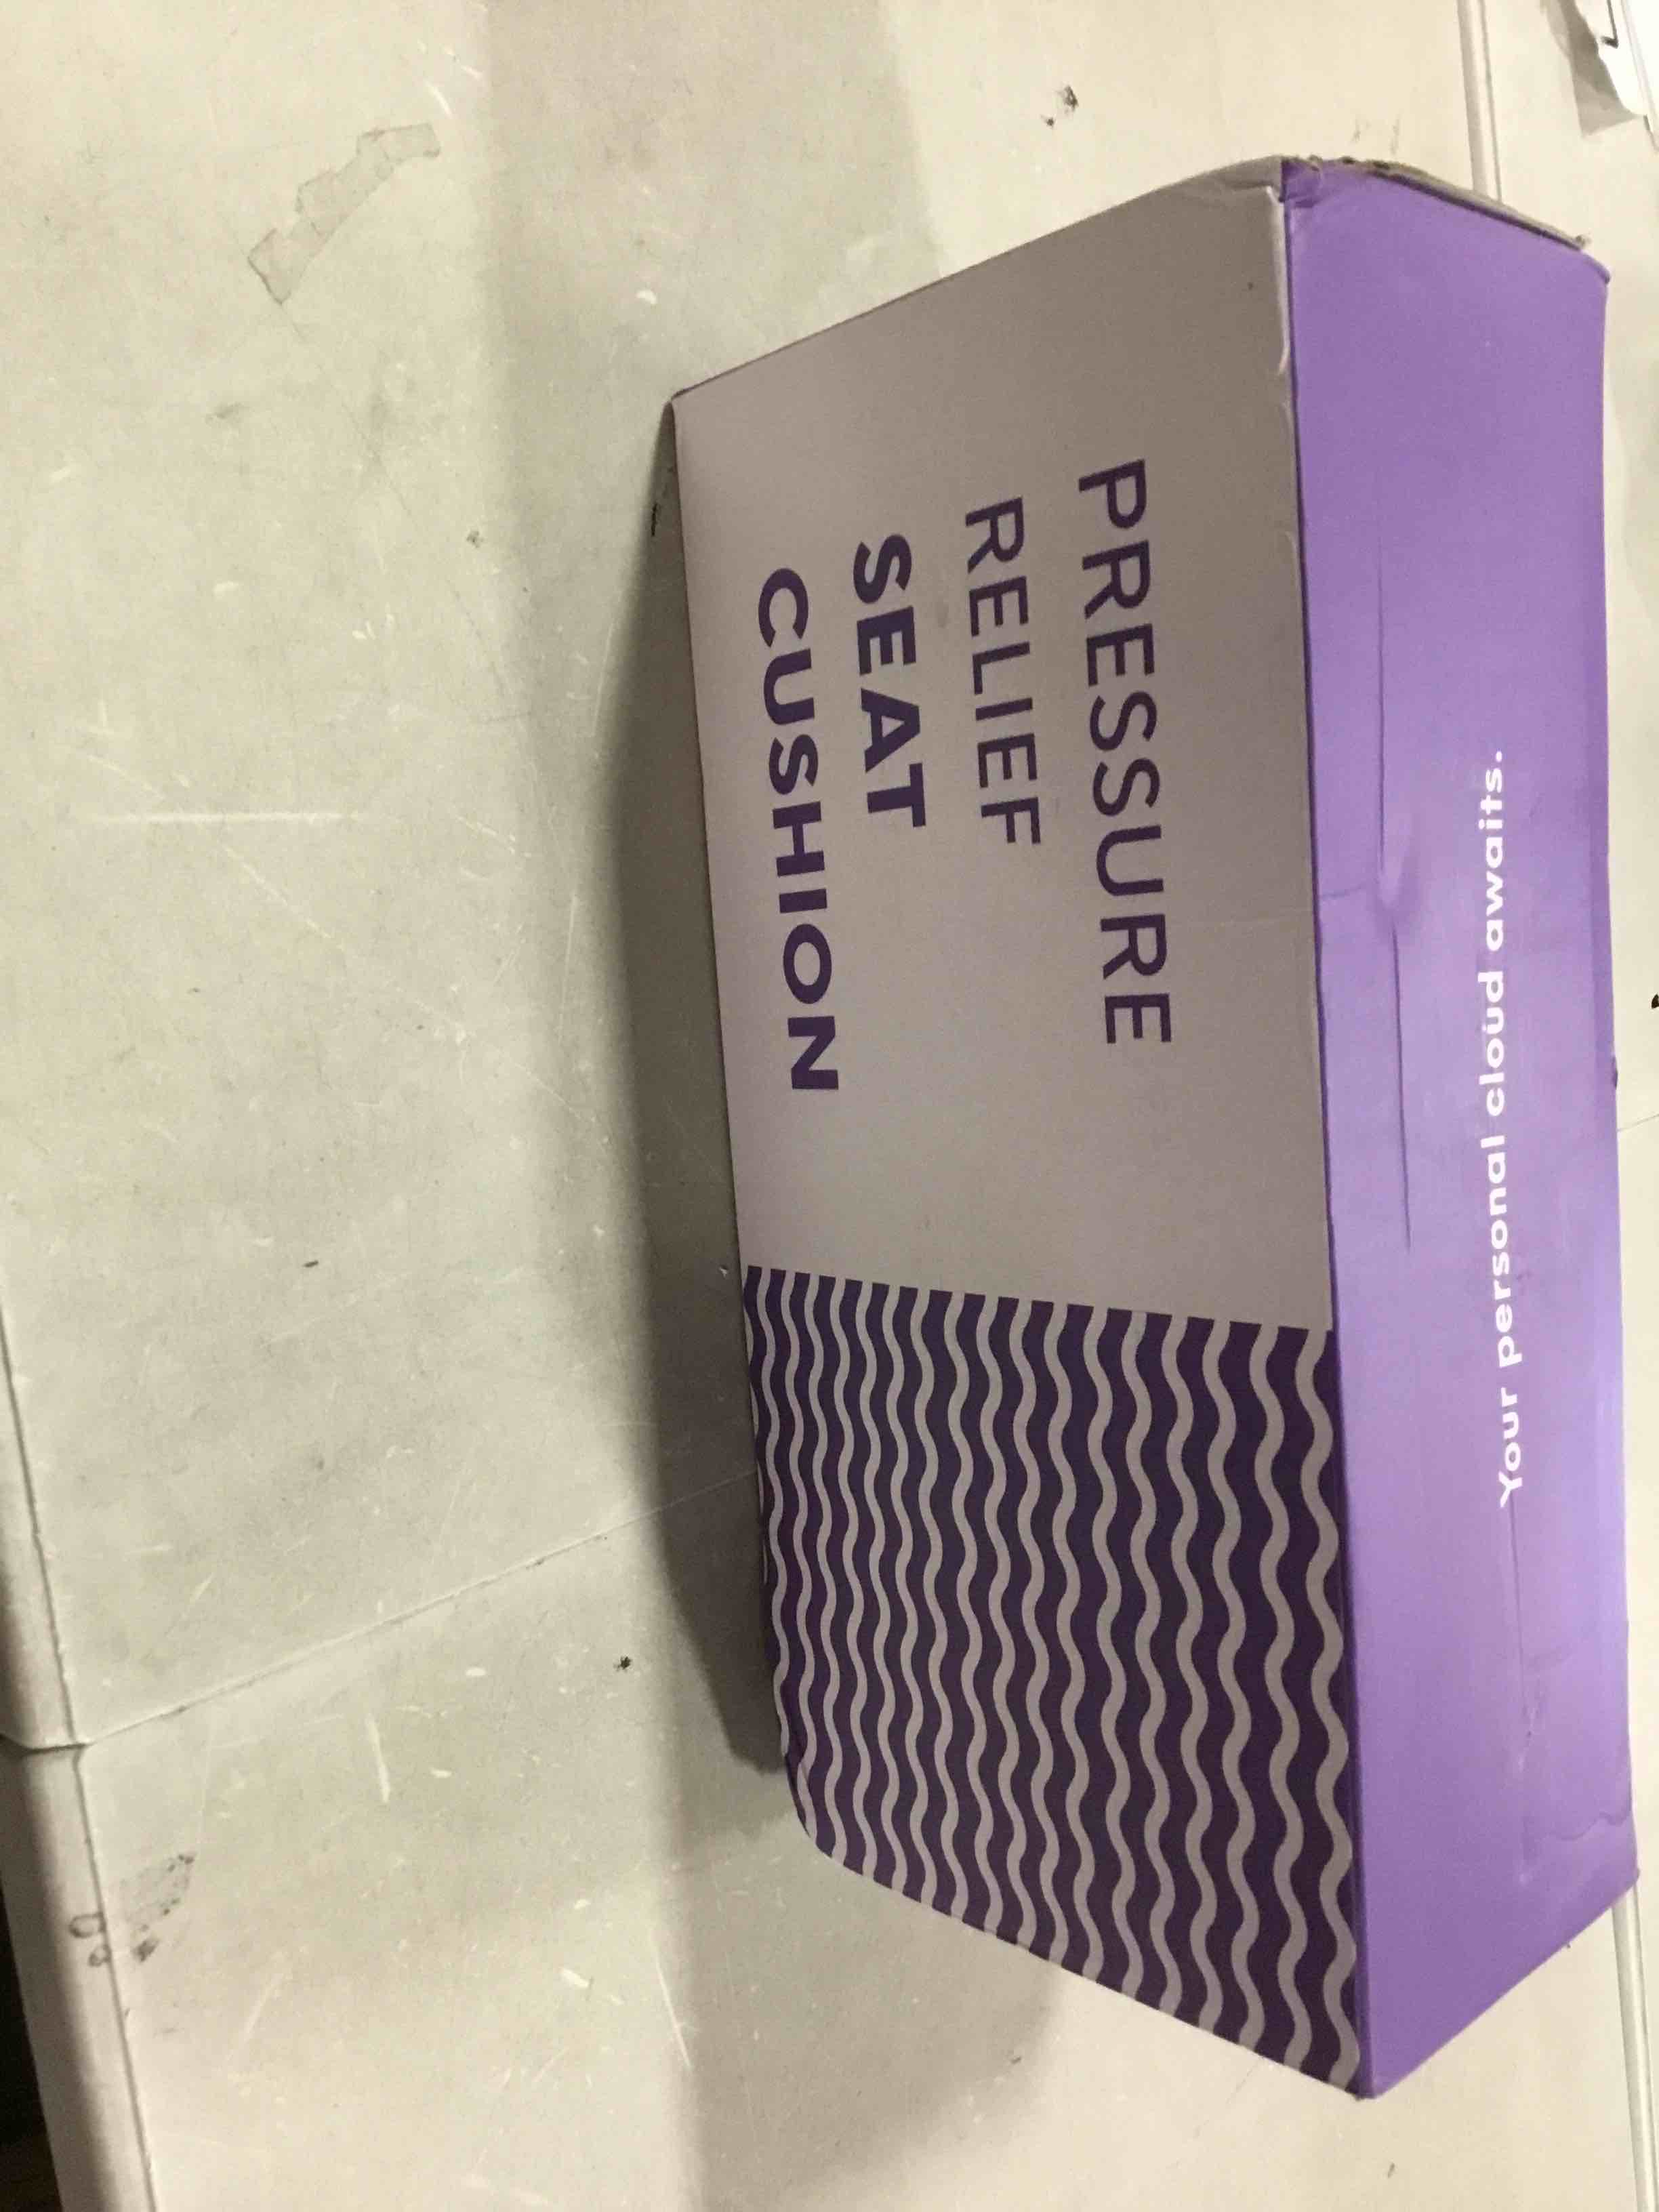 PRESSURE
RELIEF
SEAT
CUSHION
Your personal cloud awaits.